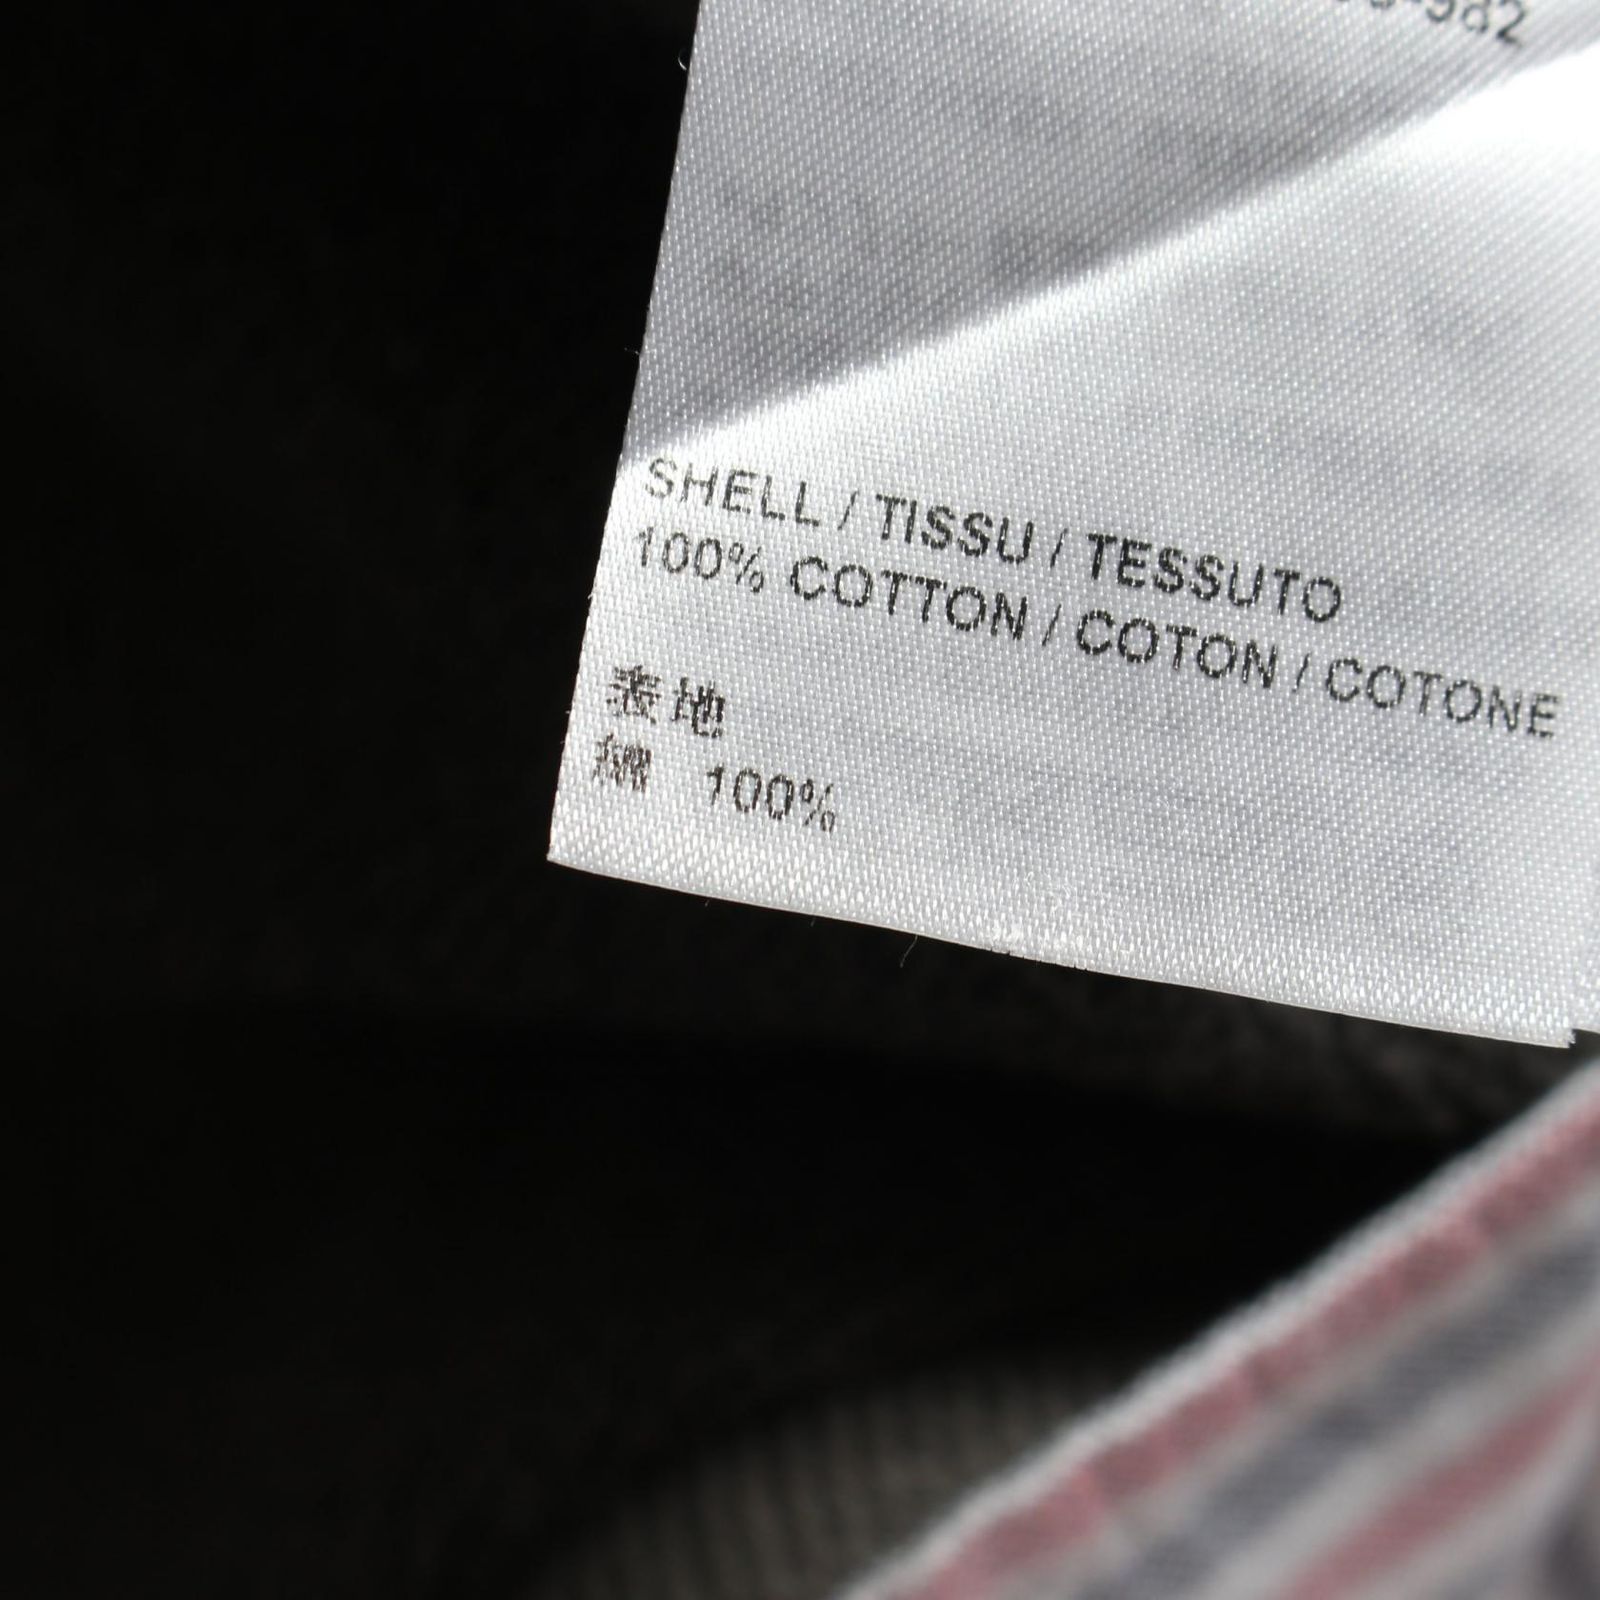 SHELL / TISSU / TESSUTO
100% COTTON / COTON / COTONE
表地
綿 100%